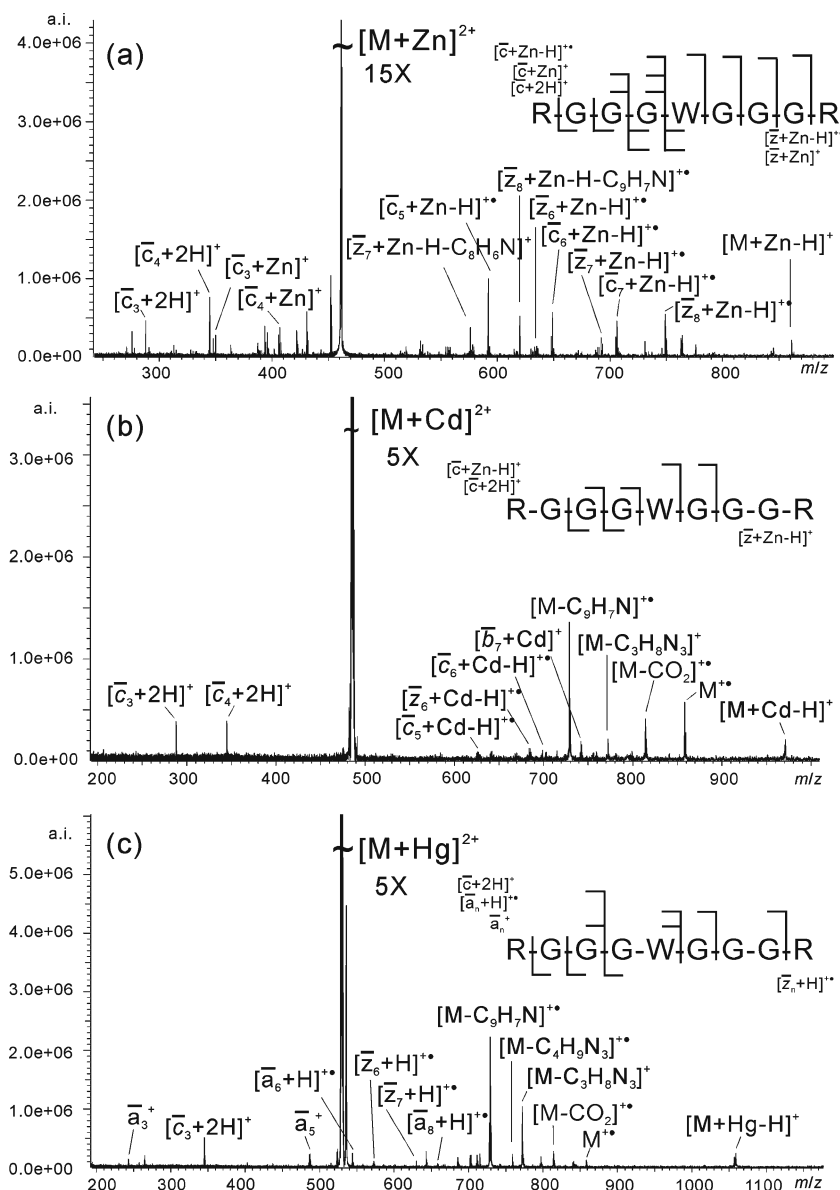 a.i.
(a)
[M+Zn]²⁺
15X
[c̅+Zn-H]⁺•
[c̅+Zn]⁺
[c̅+2H]⁺
R-G-G-G-W-G-G-G-R
[z̅+Zn-H]⁺•
[z̅+Zn]⁺
4.0e+06
3.0e+06
2.0e+06
1.0e+06
0.0e+00
[c̅₃+2H]⁺
[c̅₄+2H]⁺
[c̅₃+Zn]⁺
[c̅₄+Zn]⁺
[z̅₇+Zn-H-C₈H₆N]⁺
[c̅₅+Zn-H]⁺•
[z̅₈+Zn-H-C₉H₇N]⁺•
[z̅₆+Zn-H]⁺•
[c̅₆+Zn-H]⁺•
[z̅₇+Zn-H]⁺•
[c̅₇+Zn-H]⁺•
[z̅₈+Zn-H]⁺•
[M+Zn-H]⁺
300 400 500 600 700 800 m/z
a.i.
(b)
[M+Cd]²⁺
5X
[c̅+Zn-H]⁺
[c̅+2H]⁺
R-G-G-G-W-G-G-G-R
[z̅+Zn-H]⁺
3.0e+06
2.0e+06
1.0e+06
0.0e+00
[c̅₃+2H]⁺
[c̅₄+2H]⁺
[c̅₅+Cd-H]⁺•
[z̅₆+Cd-H]⁺•
[c̅₆+Cd-H]⁺•
[b̅₇+Cd]⁺
[M-C₉H₇N]⁺•
[M-C₃H₈N₃]⁺
[M-CO₂]⁺•
M⁺•
[M+Cd-H]⁺
200 300 400 500 600 700 800 900 m/z
a.i.
(c)
[M+Hg]²⁺
5X
[c̅+2H]⁺
[a̅ₙ+H]⁺•
a̅ₙ⁺
R-G-G-G-W-G-G-G-R
[z̅ₙ+H]⁺•
5.0e+06
4.0e+06
3.0e+06
2.0e+06
1.0e+06
0.0e+00
a̅₃⁺
[c̅₃+2H]⁺
a̅₅⁺
[a̅₆+H]⁺•
[z̅₆+H]⁺•
[z̅₇+H]⁺•
[a̅₈+H]⁺•
[M-C₉H₇N]⁺•
[M-C₄H₉N₃]⁺•
[M-C₃H₈N₃]⁺
[M-CO₂]⁺•
M⁺•
[M+Hg-H]⁺
200 300 400 500 600 700 800 900 1000 1100 m/z